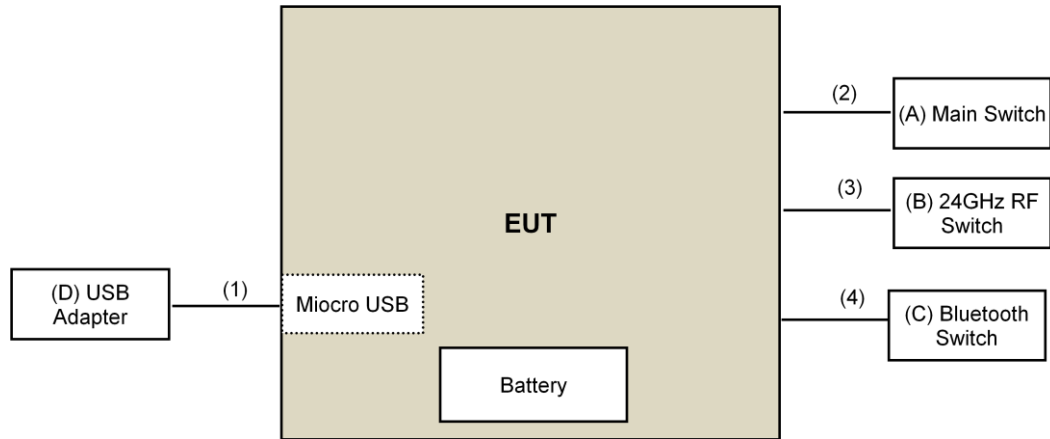 (2)
(A) Main Switch
(3)
(B) 24GHz RF
Switch
EUT
(D) USB
Adapter
(1)
Miocro USB
(4)
(C) Bluetooth
Switch
Battery